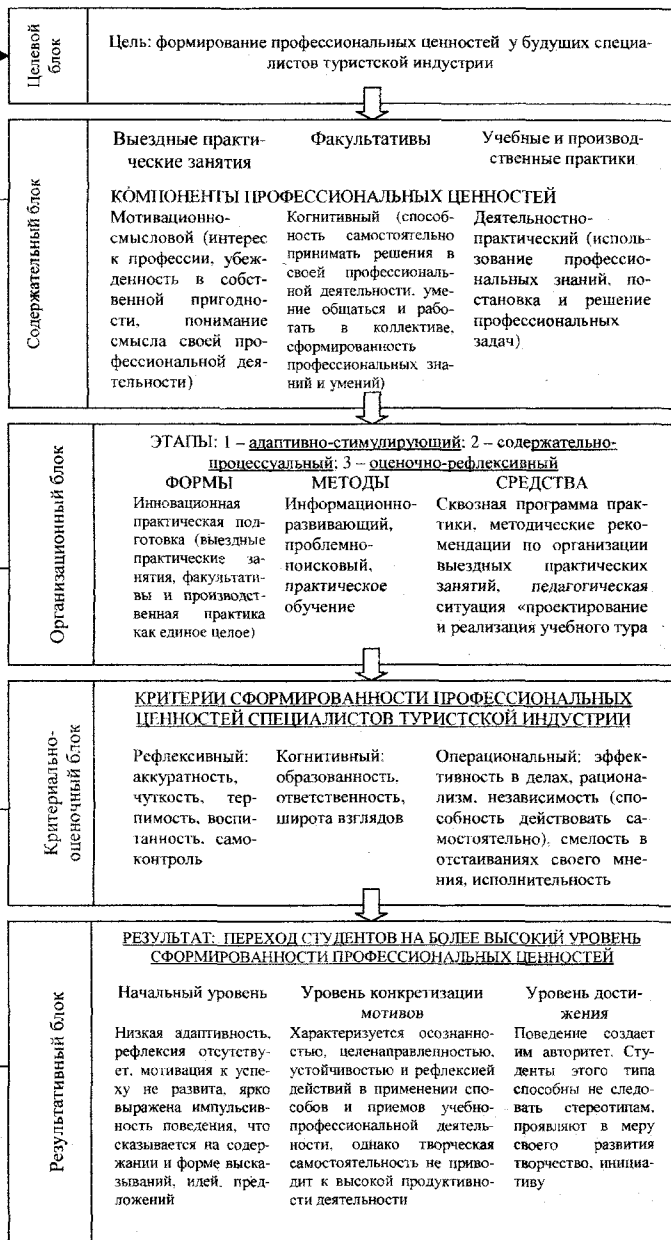 Целевой
блок
Цель: формирование профессиональных ценностей у будущих специа-
листов туристской индустрии
Содержательный блок
Выездные практи-
ческие занятия
Факультативы
Учебные и производ-
ственные практики
КОМПОНЕНТЫ ПРОФЕССИОНАЛЬНЫХ ЦЕННОСТЕЙ
Мотивационно-
смысловой (интерес
к профессии, убеж-
денность в собст-
венной пригодно-
сти, понимание
смысла своей про-
фессиональной дея-
тельности)
Когнитивный (способ-
ность самостоятельно
принимать решения в
своей профессиональ-
ной деятельности, уме-
ние общаться и рабо-
тать в коллективе,
сформированность
профессиональных зна-
ний и умений)
Деятельностно-
практический (исполь-
зование профессио-
нальных знаний, по-
становка и решение
профессиональных
задач)
Организационный блок
ЭТАПЫ: 1 – адаптивно-стимулирующий; 2 – содержательно-
процессуальный; 3 – оценочно-рефлексивный
ФОРМЫ
Инновационная
практическая под-
готовка (выездные
практические за-
нятия, факультати-
вы и производст-
венная практика
как единое целое)
МЕТОДЫ
Информационно-
развивающий,
проблемно-
поисковый,
практическое
обучение
СРЕДСТВА
Сквозная программа прак-
тики, методические реко-
мендации по организации
выездных практических
занятий, педагогическая
ситуация «проектирование
и реализация учебного тура
Критериально-
оценочный блок
КРИТЕРИИ СФОРМИРОВАННОСТИ ПРОФЕССИОНАЛЬНЫХ
ЦЕННОСТЕЙ СПЕЦИАЛИСТОВ ТУРИСТСКОЙ ИНДУСТРИИ
Рефлексивный:
аккуратность,
чуткость, тер-
пимость, воспи-
танность, само-
контроль
Когнитивный:
образованность,
ответственность,
широта взглядов
Операциональный: эффек-
тивность в делах, рациона-
лизм, независимость (спо-
собность действовать са-
мостоятельно), смелость в
отстаиваниях своего мне-
ния, исполнительность
Результативный блок
РЕЗУЛЬТАТ: ПЕРЕХОД СТУДЕНТОВ НА БОЛЕЕ ВЫСОКИЙ УРОВЕНЬ
СФОРМИРОВАННОСТИ ПРОФЕССИОНАЛЬНЫХ ЦЕННОСТЕЙ
Начальный уровень
Низкая адаптивность,
рефлексия отсутству-
ет, мотивация к успе-
ху не развита, ярко
выражена импульсив-
ность поведения, что
сказывается на содер-
жании и форме выска-
зываний, идей, пред-
ложений
Уровень конкретизации
мотивов
Характеризуется осознанно-
стью, целенаправленностью,
устойчивостью и рефлексией
действий в применении спо-
собов и приемов учебно-
профессиональной деятель-
ности, однако творческая
самостоятельность не приво-
дит к высокой продуктивно-
сти деятельности
Уровень дости-
жения
Поведение создает
им авторитет. Сту-
денты этого типа
способны не следо-
вать стереотипам,
проявляют в меру
своего развития
творчество, инициа-
тиву